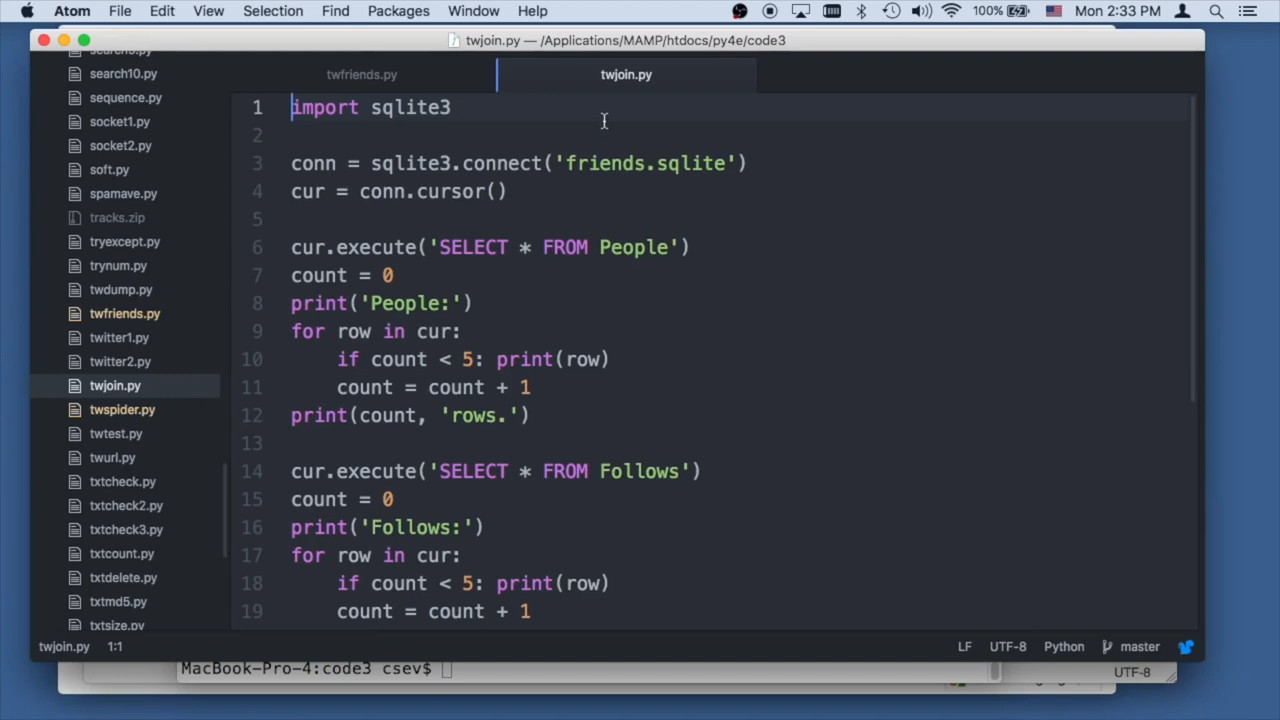 Atom File Edit View Selection Find Packages Window Help 100% Mon 2:33 PM
twjoin.py — /Applications/MAMP/htdocs/py4e/code3
search10.py
sequence.py
socket1.py
socket2.py
soft.py
spamave.py
tracks.zip
tryexcept.py
trynum.py
twdump.py
twfriends.py
twitter1.py
twitter2.py
twjoin.py
twspider.py
twtest.py
twurl.py
txtcheck.py
txtcheck2.py
txtcheck3.py
txtcount.py
txtdelete.py
txtmd5.py
txtsize.py
twfriends.py twjoin.py
1 import sqlite3
2
3 conn = sqlite3.connect('friends.sqlite')
4 cur = conn.cursor()
5
6 cur.execute('SELECT * FROM People')
7 count = 0
8 print('People:')
9 for row in cur:
10 if count < 5: print(row)
11 count = count + 1
12 print(count, 'rows.')
13
14 cur.execute('SELECT * FROM Follows')
15 count = 0
16 print('Follows:')
17 for row in cur:
18 if count < 5: print(row)
19 count = count + 1
twjoin.py 1:1 LF UTF-8 Python master
MacBook-Pro-4:code3 csev$
UTF-8